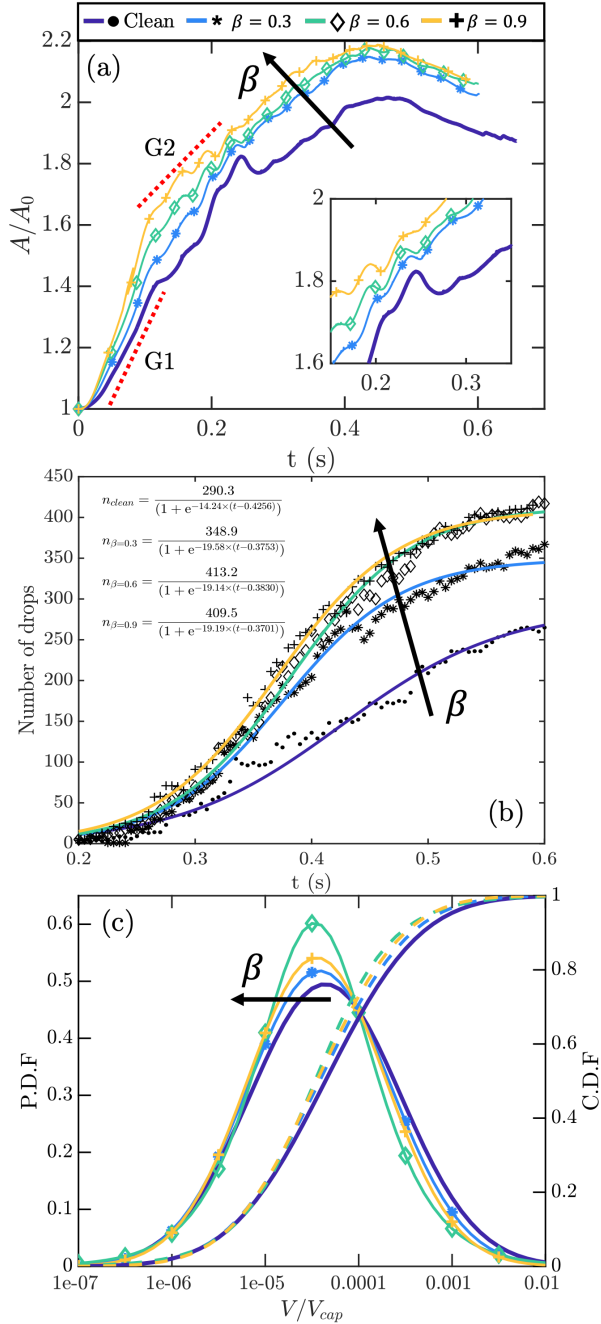 Clean β = 0.3 β = 0.6 β = 0.9
(a)
2.2
2
1.8
1.6
1.4
1.2
1
A/A0
β
G2
G1
2
1.8
1.6
0.2 0.3
0 0.2 0.4 0.6
t (s)
450
400
350
300
250
200
150
100
50
0
Number of drops
n_clean = 290.3 / (1 + e^−14.24×(t−0.4256))
n_β=0.3 = 348.9 / (1 + e^−19.58×(t−0.3753))
n_β=0.6 = 413.2 / (1 + e^−19.14×(t−0.3830))
n_β=0.9 = 409.5 / (1 + e^−19.19×(t−0.3701))
β
(b)
0.2 0.3 0.4 0.5 0.6
t (s)
(c)
0.6
0.5
0.4
0.3
0.2
0.1
0
P.D.F
β
1
0.8
0.6
0.4
0.2
0
C.D.F
1e-07 1e-06 1e-05 0.0001 0.001 0.01
V/Vcap